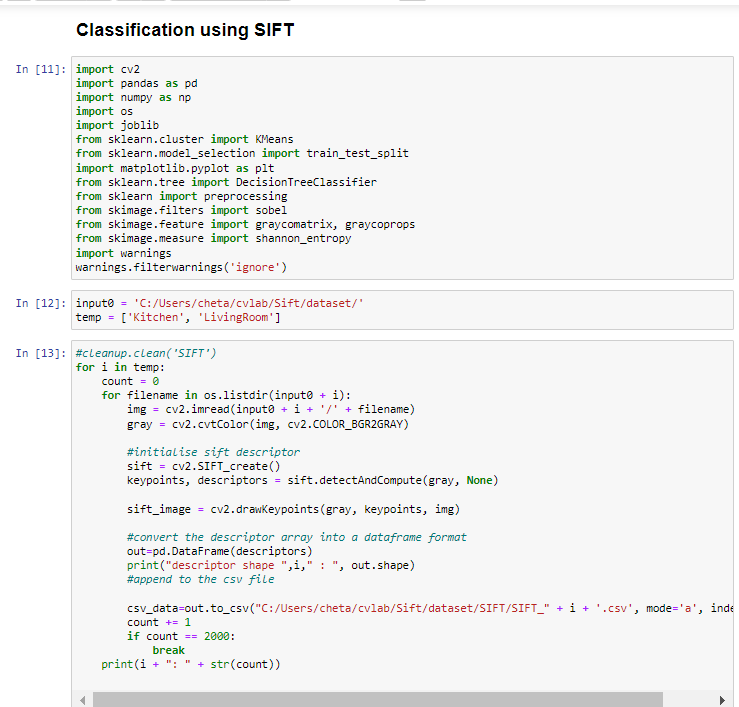 Classification using SIFT
In [11]: import cv2
import pandas as pd
import numpy as np
import os
import joblib
from sklearn.cluster import KMeans
from sklearn.model_selection import train_test_split
import matplotlib.pyplot as plt
from sklearn.tree import DecisionTreeClassifier
from sklearn import preprocessing
from skimage.filters import sobel
from skimage.feature import graycomatrix, graycoprops
from skimage.measure import shannon_entropy
import warnings
warnings.filterwarnings('ignore')
In [12]: input0 = 'C:/Users/cheta/cvlab/Sift/dataset/'
temp = ['Kitchen', 'LivingRoom']
In [13]: #cleanup.clean('SIFT')
for i in temp:
    count = 0
    for filename in os.listdir(input0 + i):
        img = cv2.imread(input0 + i + '/' + filename)
        gray = cv2.cvtColor(img, cv2.COLOR_BGR2GRAY)
        #initialise sift descriptor
        sift = cv2.SIFT_create()
        keypoints, descriptors = sift.detectAndCompute(gray, None)
        sift_image = cv2.drawKeypoints(gray, keypoints, img)
        #convert the descriptor array into a dataframe format
        out=pd.DataFrame(descriptors)
        print("descriptor shape ",i," : ", out.shape)
        #append to the csv file
        csv_data=out.to_csv("C:/Users/cheta/cvlab/Sift/dataset/SIFT/SIFT_" + i + '.csv', mode='a', inde
        count += 1
        if count == 2000:
            break
    print(i + ": " + str(count))